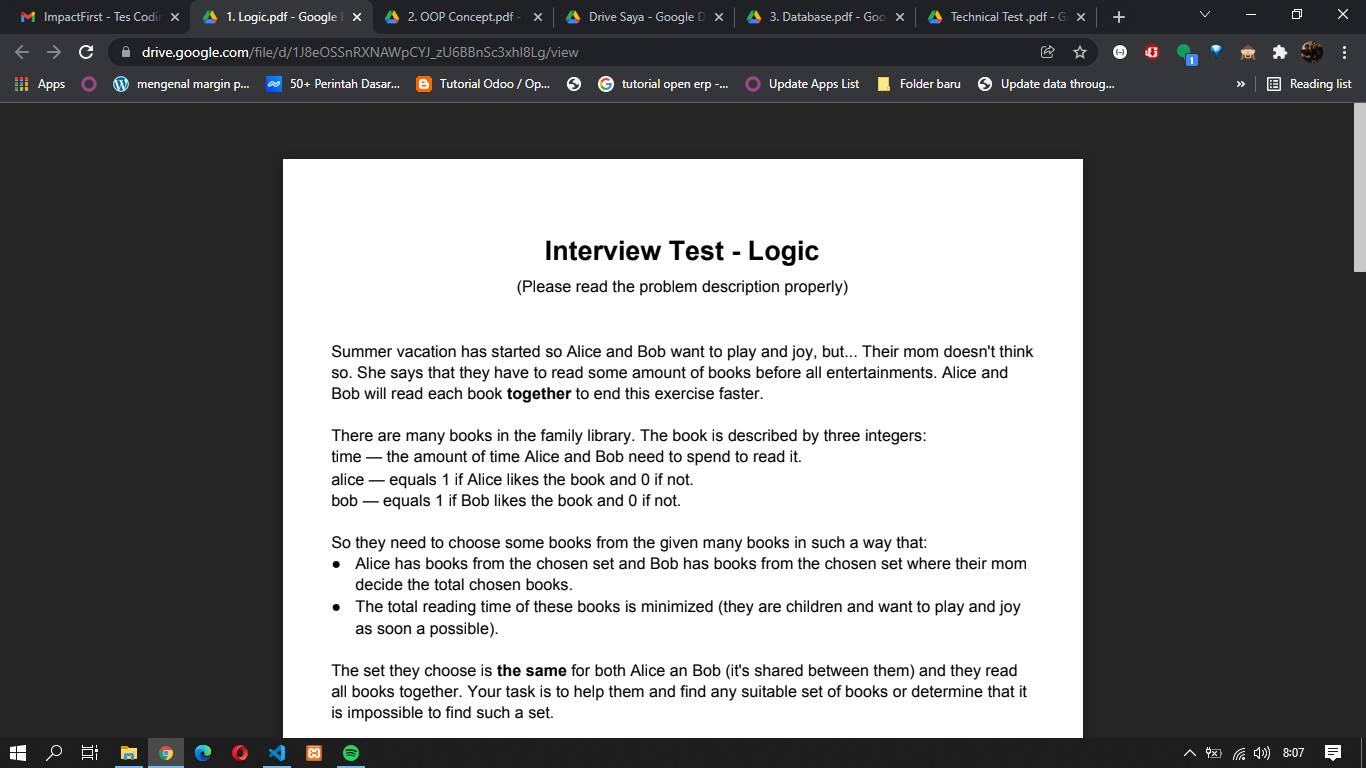 ImpactFirst - Tes Codin
1. Logic.pdf - Google D
2. OOP Concept.pdf -
Drive Saya - Google D
3. Database.pdf - Goo
Technical Test .pdf - G
drive.google.com/file/d/1J8eOSSnRXNAWpCYJ_zU6BBnSc3xhI8Lg/view
1
Apps
mengenal margin p...
50+ Perintah Dasar...
Tutorial Odoo / Op...
tutorial open erp -...
Update Apps List
Folder baru
Update data throug...
»
Reading list
Interview Test - Logic
(Please read the problem description properly)
Summer vacation has started so Alice and Bob want to play and joy, but... Their mom doesn't think
so. She says that they have to read some amount of books before all entertainments. Alice and
Bob will read each book together to end this exercise faster.
There are many books in the family library. The book is described by three integers:
time — the amount of time Alice and Bob need to spend to read it.
alice — equals 1 if Alice likes the book and 0 if not.
bob — equals 1 if Bob likes the book and 0 if not.
So they need to choose some books from the given many books in such a way that:
● Alice has books from the chosen set and Bob has books from the chosen set where their mom
decide the total chosen books.
● The total reading time of these books is minimized (they are children and want to play and joy
as soon a possible).
The set they choose is the same for both Alice an Bob (it's shared between them) and they read
all books together. Your task is to help them and find any suitable set of books or determine that it
is impossible to find such a set.
8:07